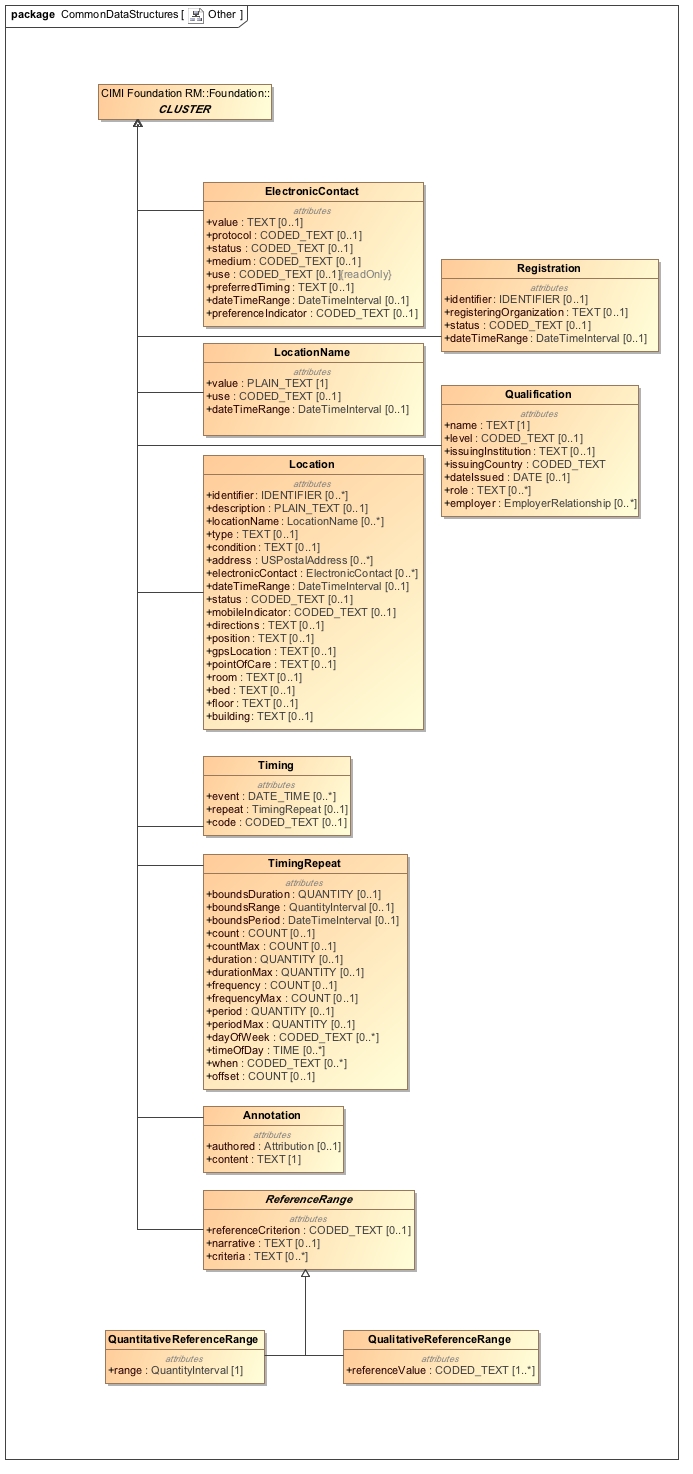 package CommonDataStructures [ Other ]
CIMI Foundation RM::Foundation::
CLUSTER
ElectronicContact
attributes
+value : TEXT [0..1]
+protocol : CODED_TEXT [0..1]
+status : CODED_TEXT [0..1]
+medium : CODED_TEXT [0..1]
+use : CODED_TEXT [0..1]{readOnly}
+preferredTiming : TEXT [0..1]
+dateTimeRange : DateTimeInterval [0..1]
+preferenceIndicator : CODED_TEXT [0..1]
Registration
attributes
+identifier : IDENTIFIER [0..1]
+registeringOrganization : TEXT [0..1]
+status : CODED_TEXT [0..1]
+dateTimeRange : DateTimeInterval [0..1]
LocationName
attributes
+value : PLAIN_TEXT [1]
+use : CODED_TEXT [0..1]
+dateTimeRange : DateTimeInterval [0..1]
Qualification
attributes
+name : TEXT [1]
+level : CODED_TEXT [0..1]
+issuingInstitution : TEXT [0..1]
+issuingCountry : CODED_TEXT
+dateIssued : DATE [0..1]
+role : TEXT [0..*]
+employer : EmployerRelationship [0..*]
Location
attributes
+identifier : IDENTIFIER [0..*]
+description : PLAIN_TEXT [0..1]
+locationName : LocationName [0..*]
+type : TEXT [0..1]
+condition : TEXT [0..1]
+address : USPostalAddress [0..*]
+electronicContact : ElectronicContact [0..*]
+dateTimeRange : DateTimeInterval [0..1]
+status : CODED_TEXT [0..1]
+mobileIndicator : CODED_TEXT [0..1]
+directions : TEXT [0..1]
+position : TEXT [0..1]
+gpsLocation : TEXT [0..1]
+pointOfCare : TEXT [0..1]
+room : TEXT [0..1]
+bed : TEXT [0..1]
+floor : TEXT [0..1]
+building : TEXT [0..1]
Timing
attributes
+event : DATE_TIME [0..*]
+repeat : TimingRepeat [0..1]
+code : CODED_TEXT [0..1]
TimingRepeat
attributes
+boundsDuration : QUANTITY [0..1]
+boundsRange : QuantityInterval [0..1]
+boundsPeriod : DateTimeInterval [0..1]
+count : COUNT [0..1]
+countMax : COUNT [0..1]
+duration : QUANTITY [0..1]
+durationMax : QUANTITY [0..1]
+frequency : COUNT [0..1]
+frequencyMax : COUNT [0..1]
+period : QUANTITY [0..1]
+periodMax : QUANTITY [0..1]
+dayOfWeek : CODED_TEXT [0..*]
+timeOfDay : TIME [0..*]
+when : CODED_TEXT [0..*]
+offset : COUNT [0..1]
Annotation
attributes
+authored : Attribution [0..1]
+content : TEXT [1]
ReferenceRange
attributes
+referenceCriterion : CODED_TEXT [0..1]
+narrative : TEXT [0..1]
+criteria : TEXT [0..*]
QuantitativeReferenceRange
attributes
+range : QuantityInterval [1]
QualitativeReferenceRange
attributes
+referenceValue : CODED_TEXT [1..*]